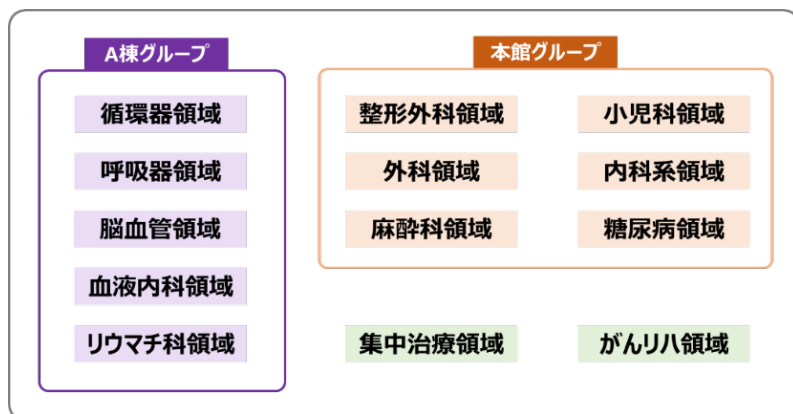 A棟グループ
循環器領域
呼吸器領域
脳血管領域
血液内科領域
リウマチ科領域
本館グループ
整形外科領域
小児科領域
外科領域
内科系領域
麻酔科領域
糖尿病領域
集中治療領域
がんリハ領域